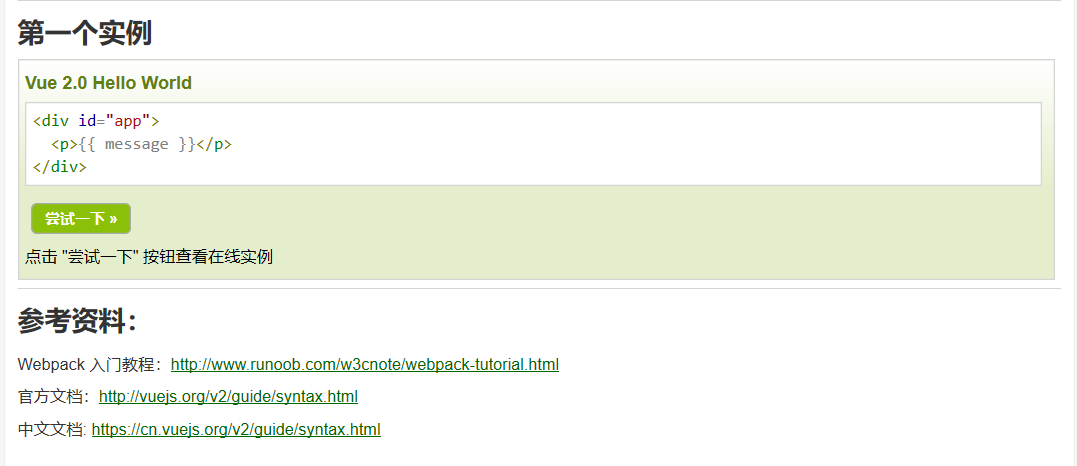 第一个实例
Vue 2.0 Hello World
<div id="app">
  <p>{{ message }}</p>
</div>
尝试一下 »
点击 "尝试一下" 按钮查看在线实例
参考资料：
Webpack 入门教程：http://www.runoob.com/w3cnote/webpack-tutorial.html
官方文档：http://vuejs.org/v2/guide/syntax.html
中文文档: https://cn.vuejs.org/v2/guide/syntax.html